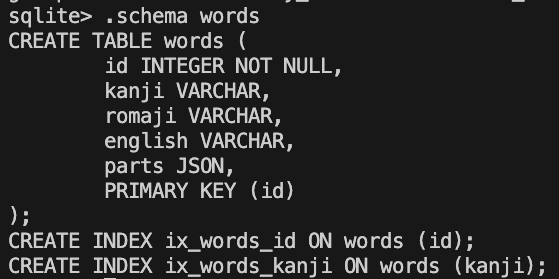 sqlite> .schema words
CREATE TABLE words (
        id INTEGER NOT NULL,
        kanji VARCHAR,
        romaji VARCHAR,
        english VARCHAR,
        parts JSON,
        PRIMARY KEY (id)
);
CREATE INDEX ix_words_id ON words (id);
CREATE INDEX ix_words_kanji ON words (kanji);